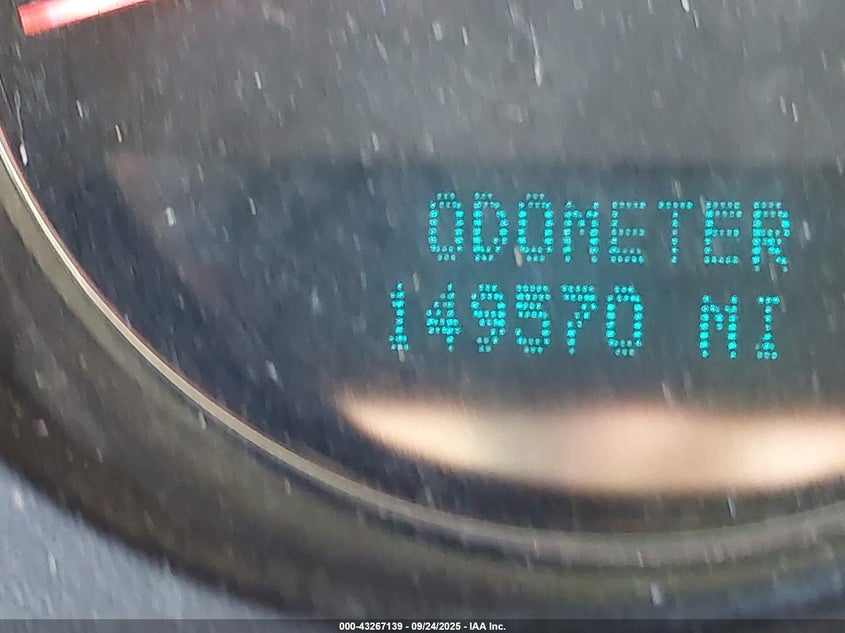 ODOMETER
149570 MI
000-43267139 - 09/24/2025 - IAA Inc.